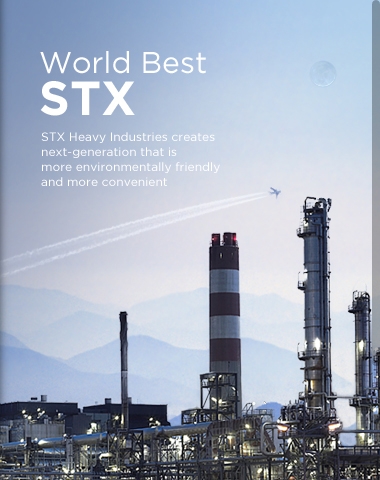 World Best
STX
STX Heavy Industries creates
next-generation that is
more environmentally friendly
and more convenient